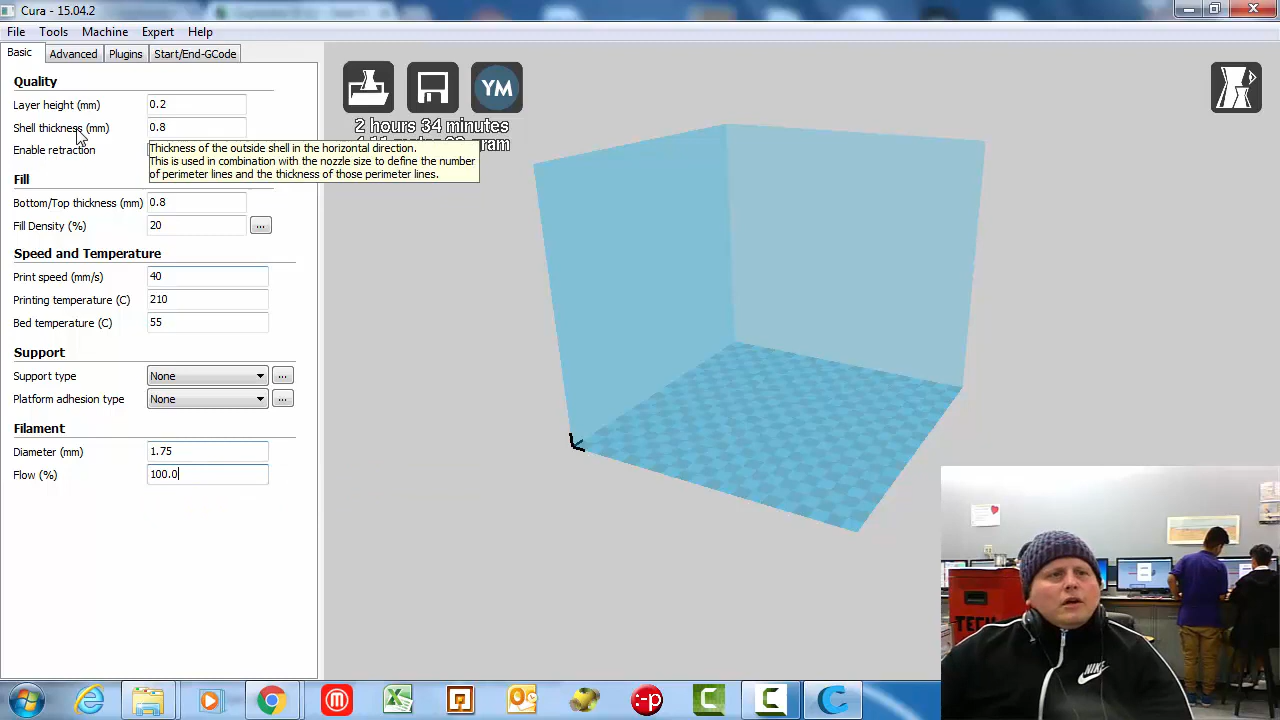 Cura - 15.04.2
File Tools Machine Expert Help
Basic Advanced Plugins Start/End-GCode
Quality
Layer height (mm) 0.2
Shell thickness (mm) 0.8
Enable retraction
Thickness of the outside shell in the horizontal direction.
This is used in combination with the nozzle size to define the number
of perimeter lines and the thickness of those perimeter lines.
Fill
Bottom/Top thickness (mm) 0.8
Fill Density (%) 20 ...
Speed and Temperature
Print speed (mm/s) 40
Printing temperature (C) 210
Bed temperature (C) 55
Support
Support type None ...
Platform adhesion type None ...
Filament
Diameter (mm) 1.75
Flow (%) 100.0
YM
2 hours 34 minutes
gram
TECH
NIKE